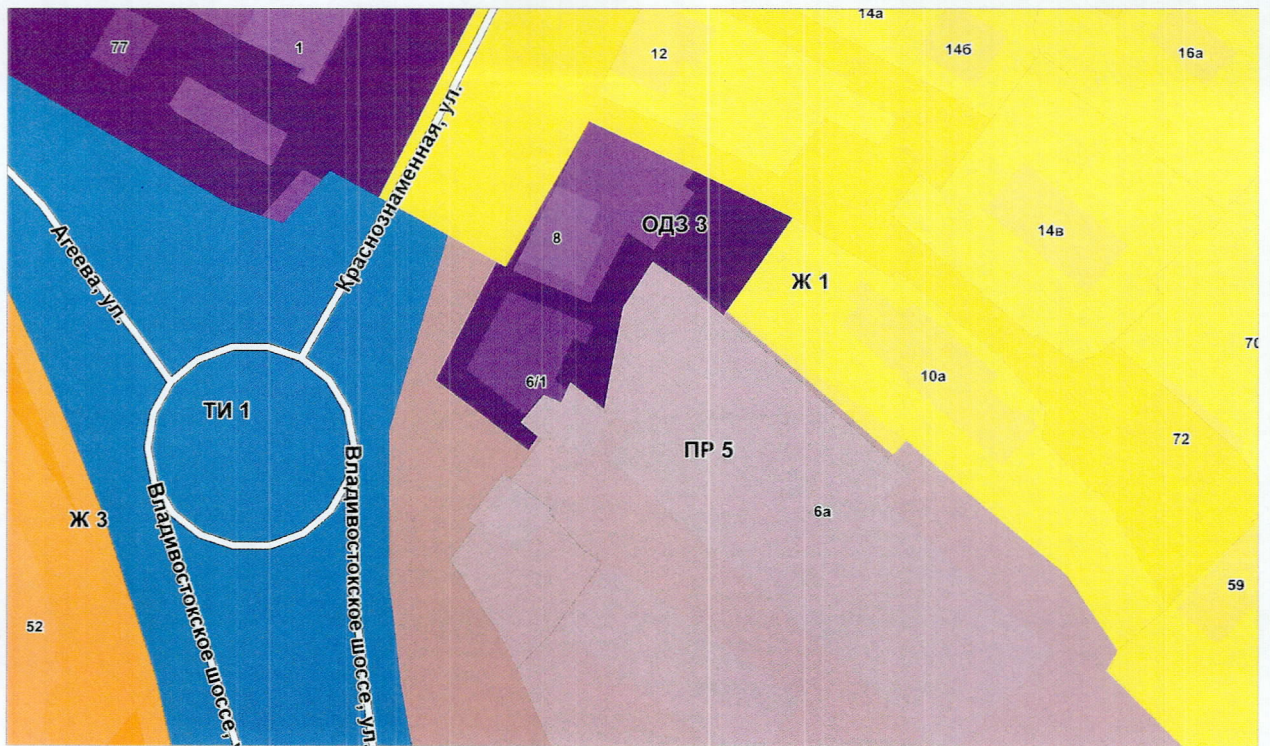 14а
77
1
12
14б
16а
Краснознаменная, ул.
8
ОДЗ 3
14в
Агеева, ул.
Ж 1
6/1
10а
ТИ 1
72
ПР 5
Владивостокское шоссе, ул.
Владивостокское шоссе,
Ж 3
6а
59
52